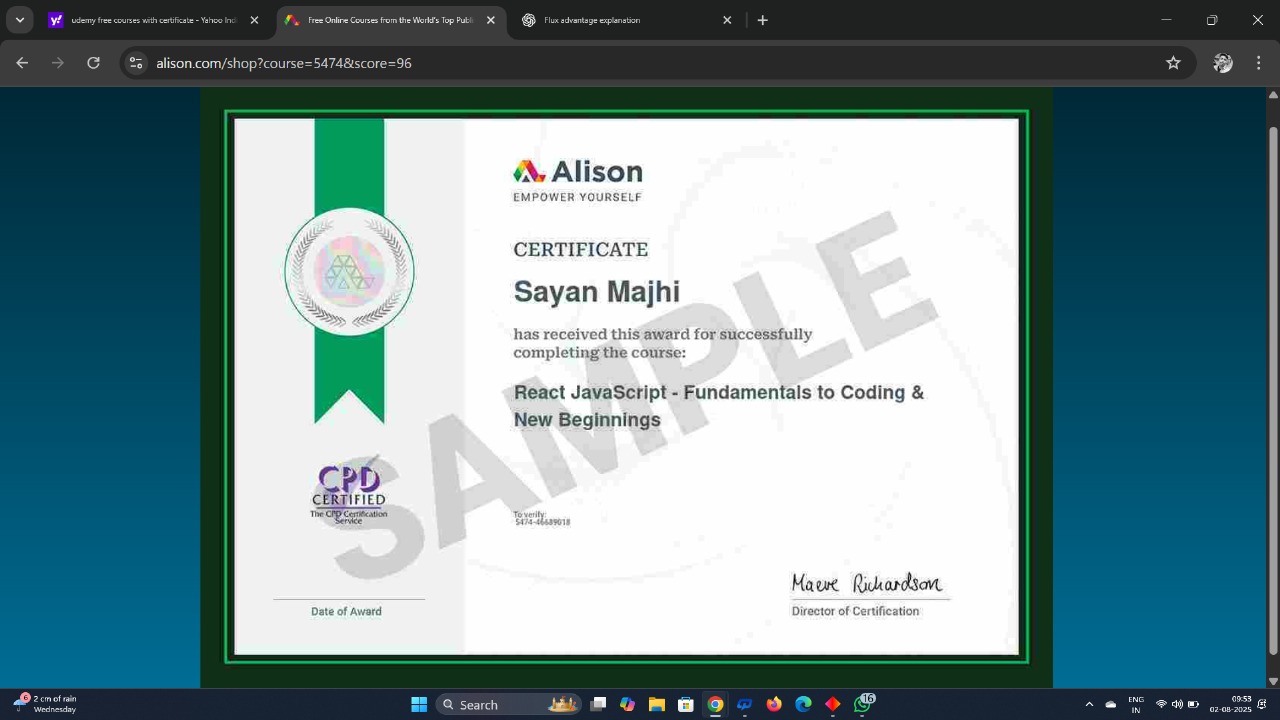 udemy free courses with certificate - Yahoo Ind
Free Online Courses from the World's Top Publi
Flux advantage explanation
alison.com/shop?course=5474&score=96
Alison
EMPOWER YOURSELF
CERTIFICATE
Sayan Majhi
has received this award for successfully
completing the course:
React JavaScript - Fundamentals to Coding &
New Beginnings
SAMPLE
CPD
CERTIFIED
The CPD Certification
Service
To verify:
5474-46689018
Maeve Richardson
Date of Award
Director of Certification
6
2 cm of rain
Wednesday
Search
16
ENG
IN
09:53
02-08-2025